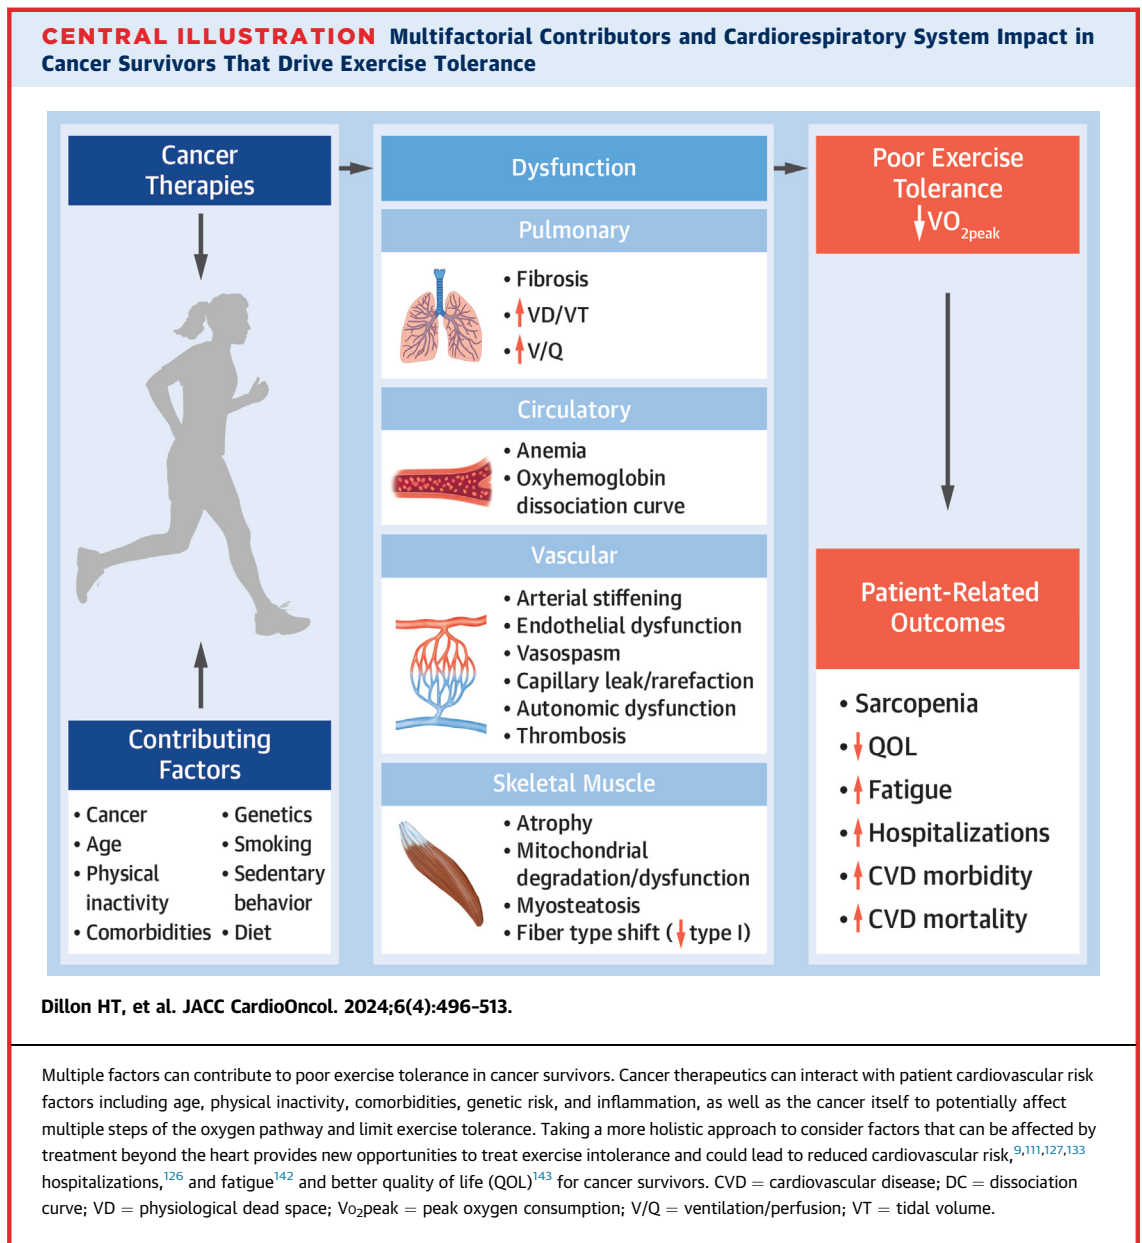 CENTRAL ILLUSTRATION Multifactorial Contributors and Cardiorespiratory System Impact in
Cancer Survivors That Drive Exercise Tolerance
Cancer
Therapies
Contributing
Factors
• Cancer
• Age
• Physical
inactivity
• Comorbidities
• Genetics
• Smoking
• Sedentary
behavior
• Diet
Dysfunction
Pulmonary
• Fibrosis
• ↑VD/VT
• ↑V/Q
Circulatory
• Anemia
• Oxyhemoglobin
dissociation curve
Vascular
• Arterial stiffening
• Endothelial dysfunction
• Vasospasm
• Capillary leak/rarefaction
• Autonomic dysfunction
• Thrombosis
Skeletal Muscle
• Atrophy
• Mitochondrial
degradation/dysfunction
• Myosteatosis
• Fiber type shift (↓type I)
Poor Exercise
Tolerance
↓VO2peak
Patient-Related
Outcomes
• Sarcopenia
• ↓ QOL
• ↑ Fatigue
• ↑ Hospitalizations
• ↑ CVD morbidity
• ↑ CVD mortality
Dillon HT, et al. JACC CardioOncol. 2024;6(4):496–513.
Multiple factors can contribute to poor exercise tolerance in cancer survivors. Cancer therapeutics can interact with patient cardiovascular risk
factors including age, physical inactivity, comorbidities, genetic risk, and inflammation, as well as the cancer itself to potentially affect
multiple steps of the oxygen pathway and limit exercise tolerance. Taking a more holistic approach to consider factors that can be affected by
treatment beyond the heart provides new opportunities to treat exercise intolerance and could lead to reduced cardiovascular risk,9,111,127,133
hospitalizations,126 and fatigue142 and better quality of life (QOL)143 for cancer survivors. CVD = cardiovascular disease; DC = dissociation
curve; VD = physiological dead space; Vo2peak = peak oxygen consumption; V/Q = ventilation/perfusion; VT = tidal volume.